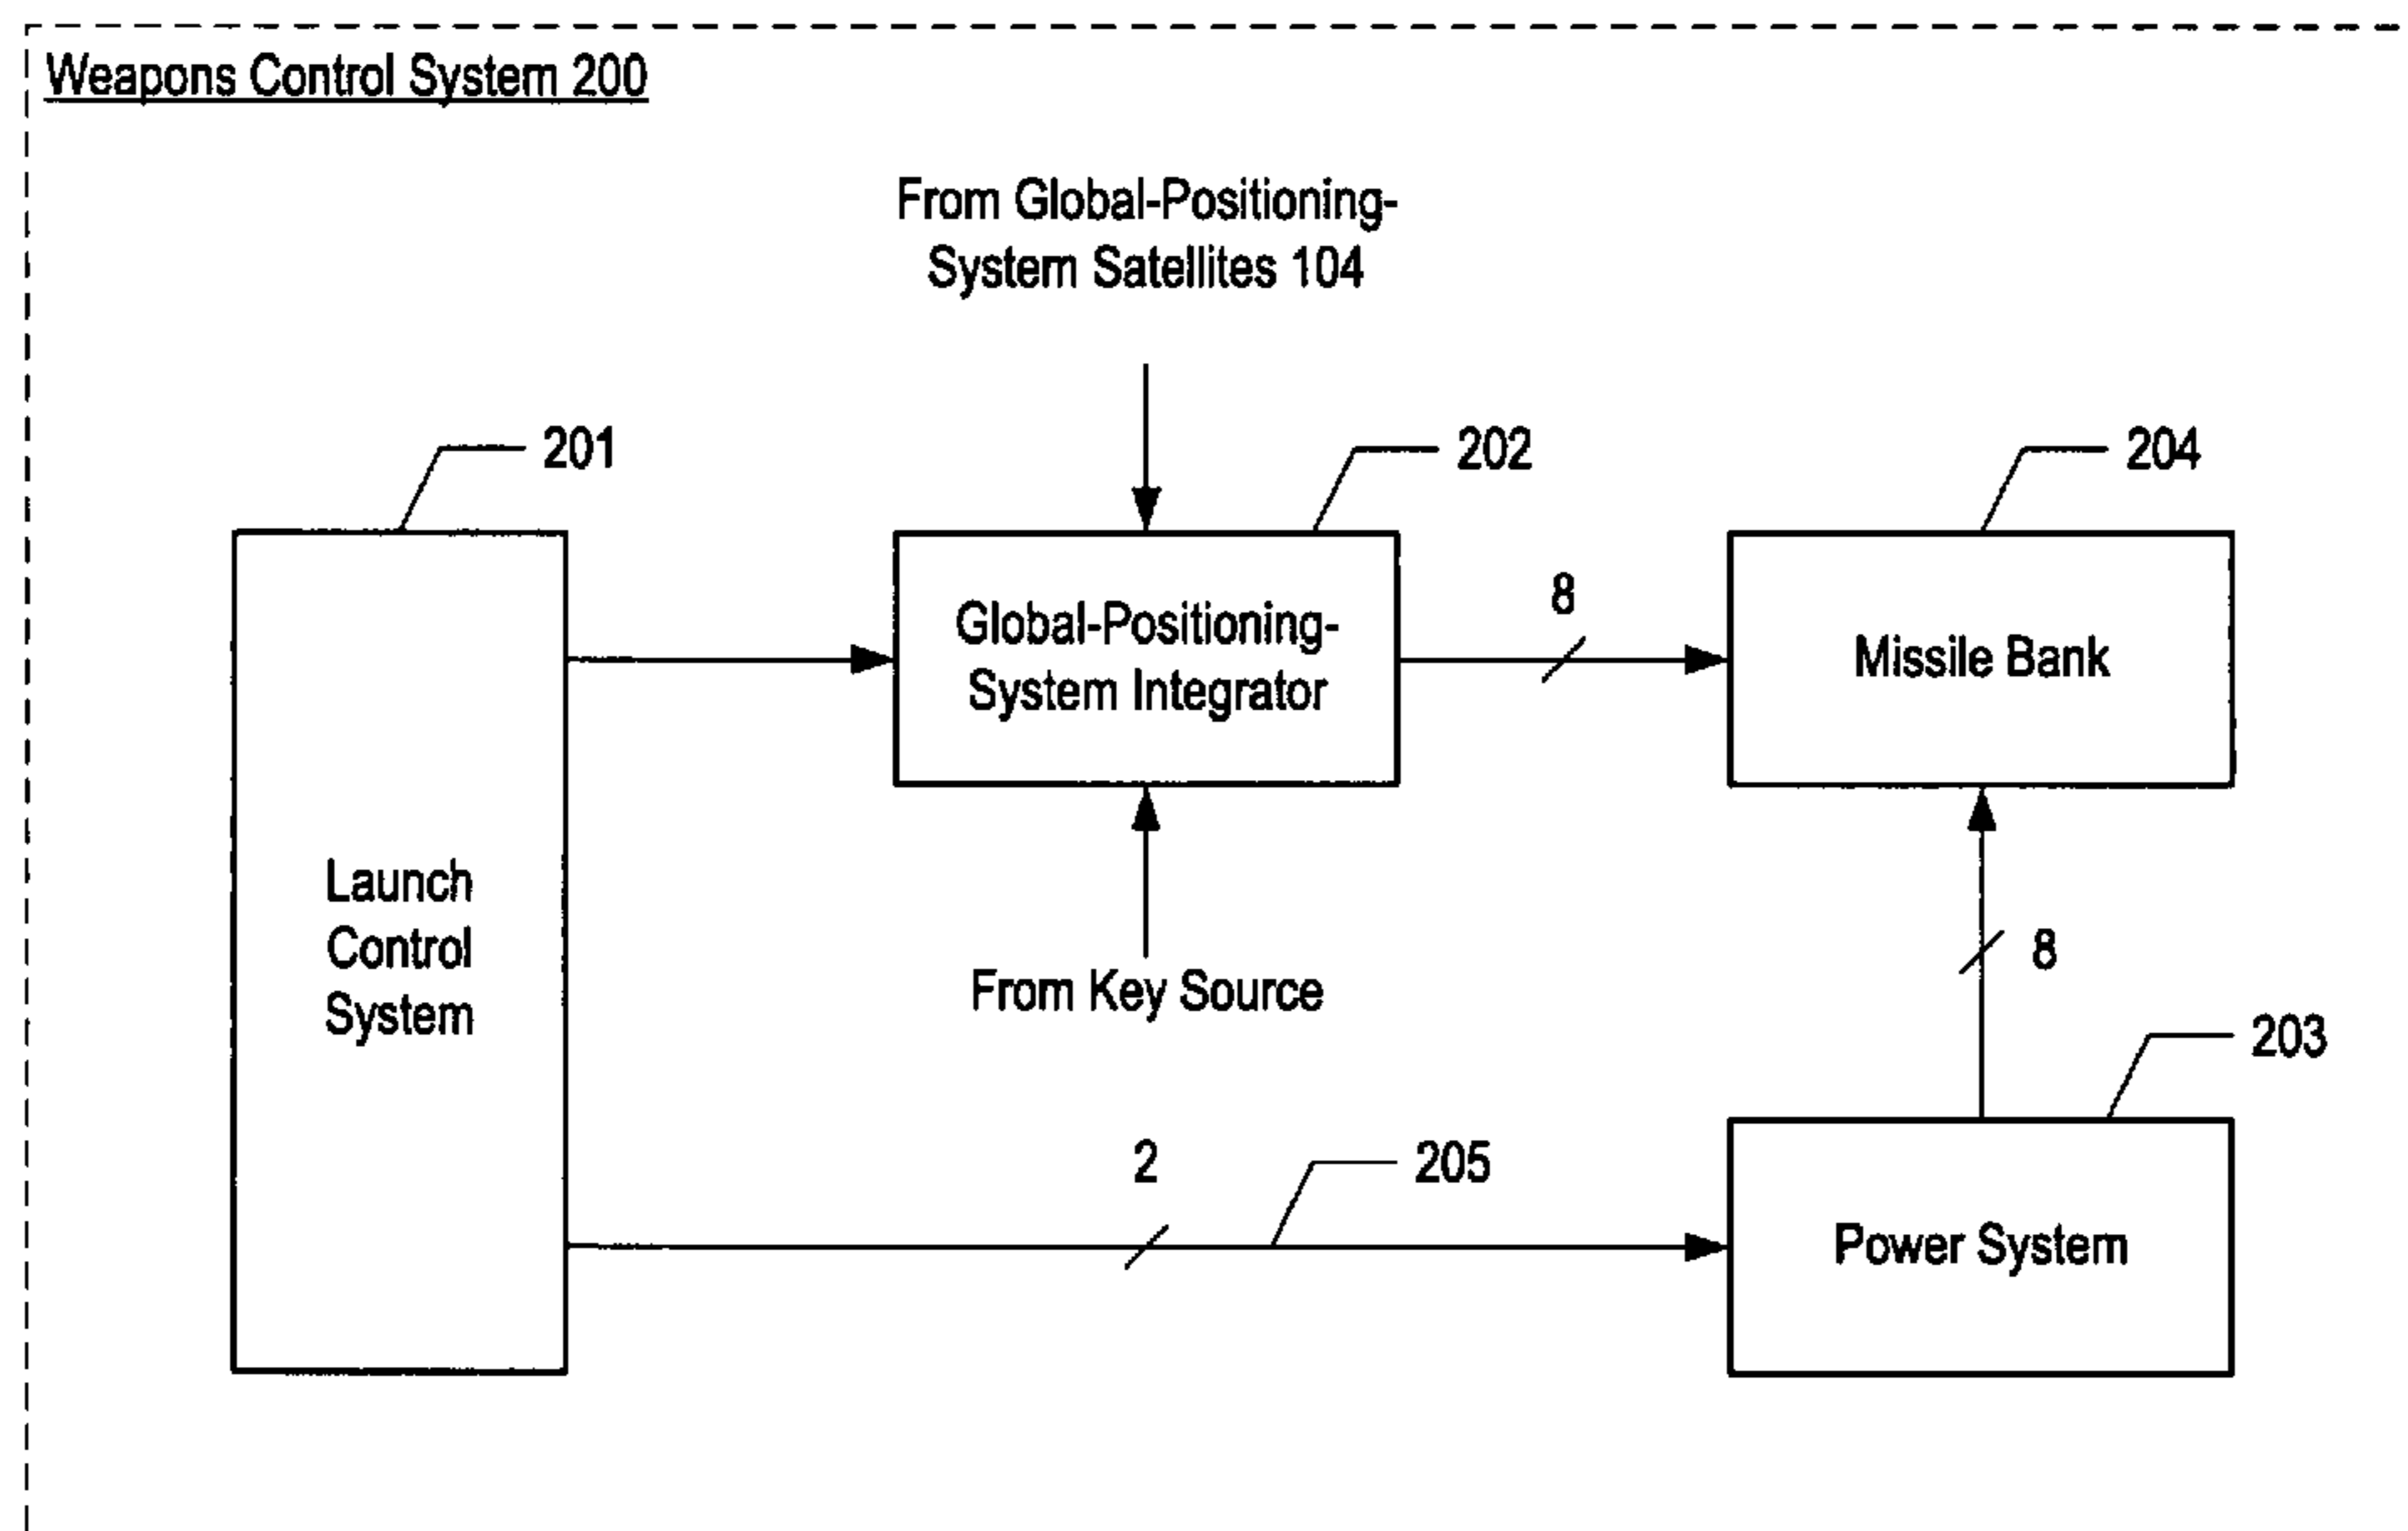 Weapons Control System 200
From Global-Positioning-
System Satellites 104
201
202
204
Global-Positioning-
System Integrator
8
Missile Bank
Launch
Control
System
From Key Source
8
203
2
205
Power System